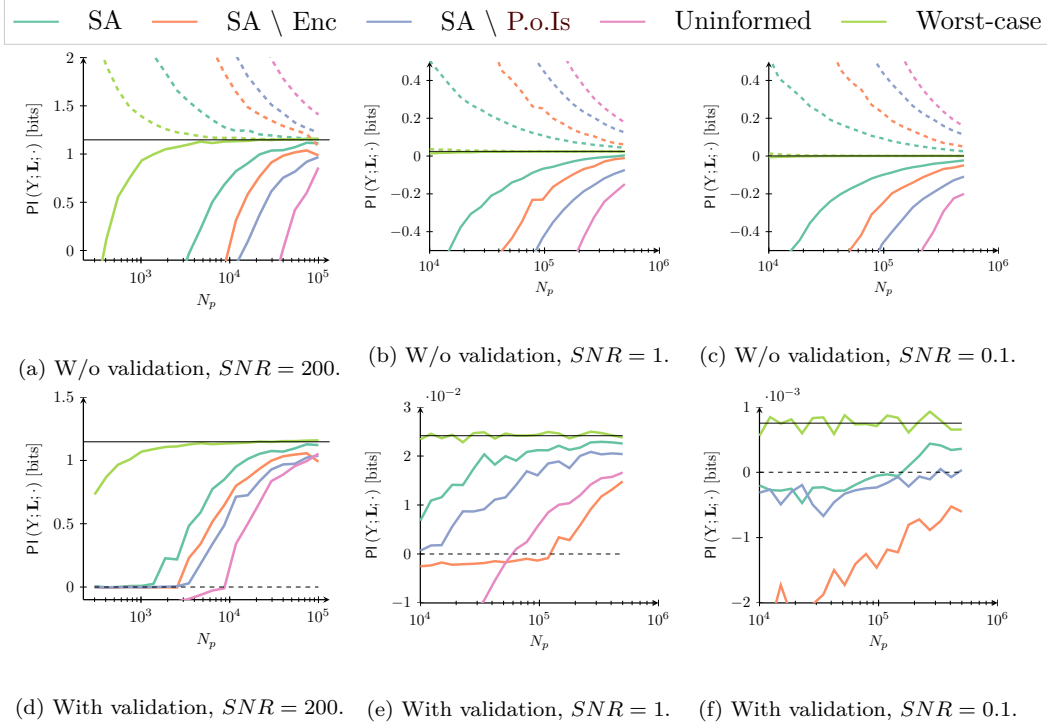 SA SA \ Enc SA \ P.o.Is Uninformed Worst-case
2 1.5 1 0.5 0
PI (Y; L; ·) [bits]
10^3 10^4 10^5
N_p
0.4 0.2 0 −0.2 −0.4
PI (Y; L; ·) [bits]
10^4 10^5 10^6
N_p
0.4 0.2 0 −0.2 −0.4
PI (Y; L; ·) [bits]
10^4 10^5 10^6
N_p
(a) W/o validation, SNR = 200.
(b) W/o validation, SNR = 1.
(c) W/o validation, SNR = 0.1.
1.5 1 0.5 0
PI (Y; L; ·) [bits]
10^3 10^4 10^5
N_p
·10^−2
3 2 1 0 −1
PI (Y; L; ·) [bits]
10^4 10^5 10^6
N_p
·10^−3
1 0 −1 −2
PI (Y; L; ·) [bits]
10^4 10^5 10^6
N_p
(d) With validation, SNR = 200.
(e) With validation, SNR = 1.
(f) With validation, SNR = 0.1.